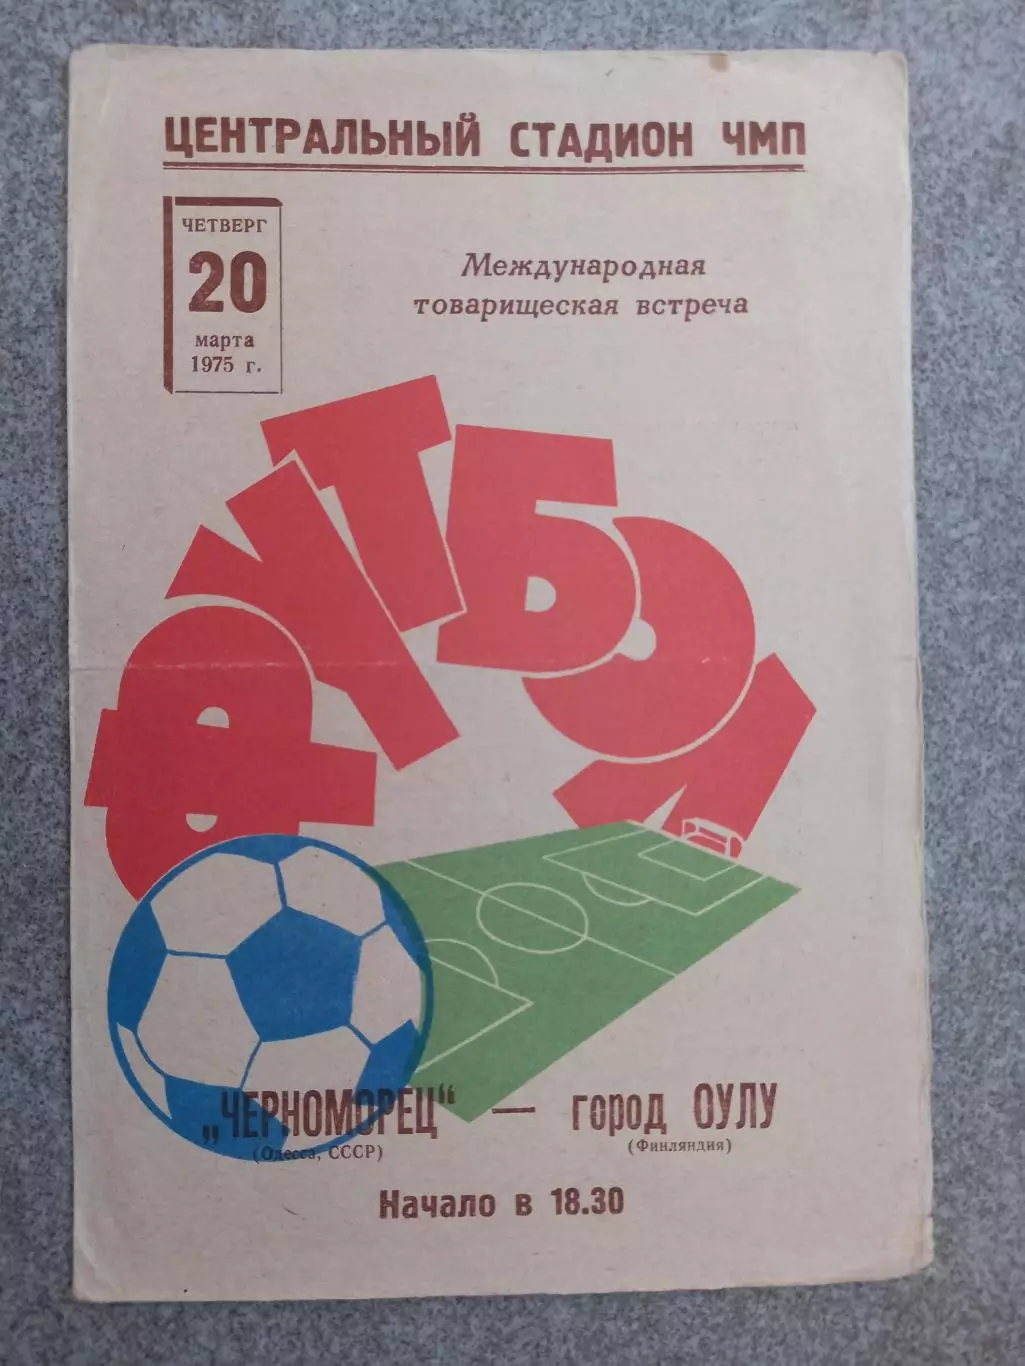 ЦЕНТРАЛЬНЫЙ СТАДИОН ЧМП
ЧЕТВЕРГ
20
марта
1975 г.
Международная
товарищеская встреча
ФУТБОЛ
„ЧЕРНОМОРЕЦ“ — город ОУЛУ
(Одесса, СССР) (Финляндия)
Начало в 18.30